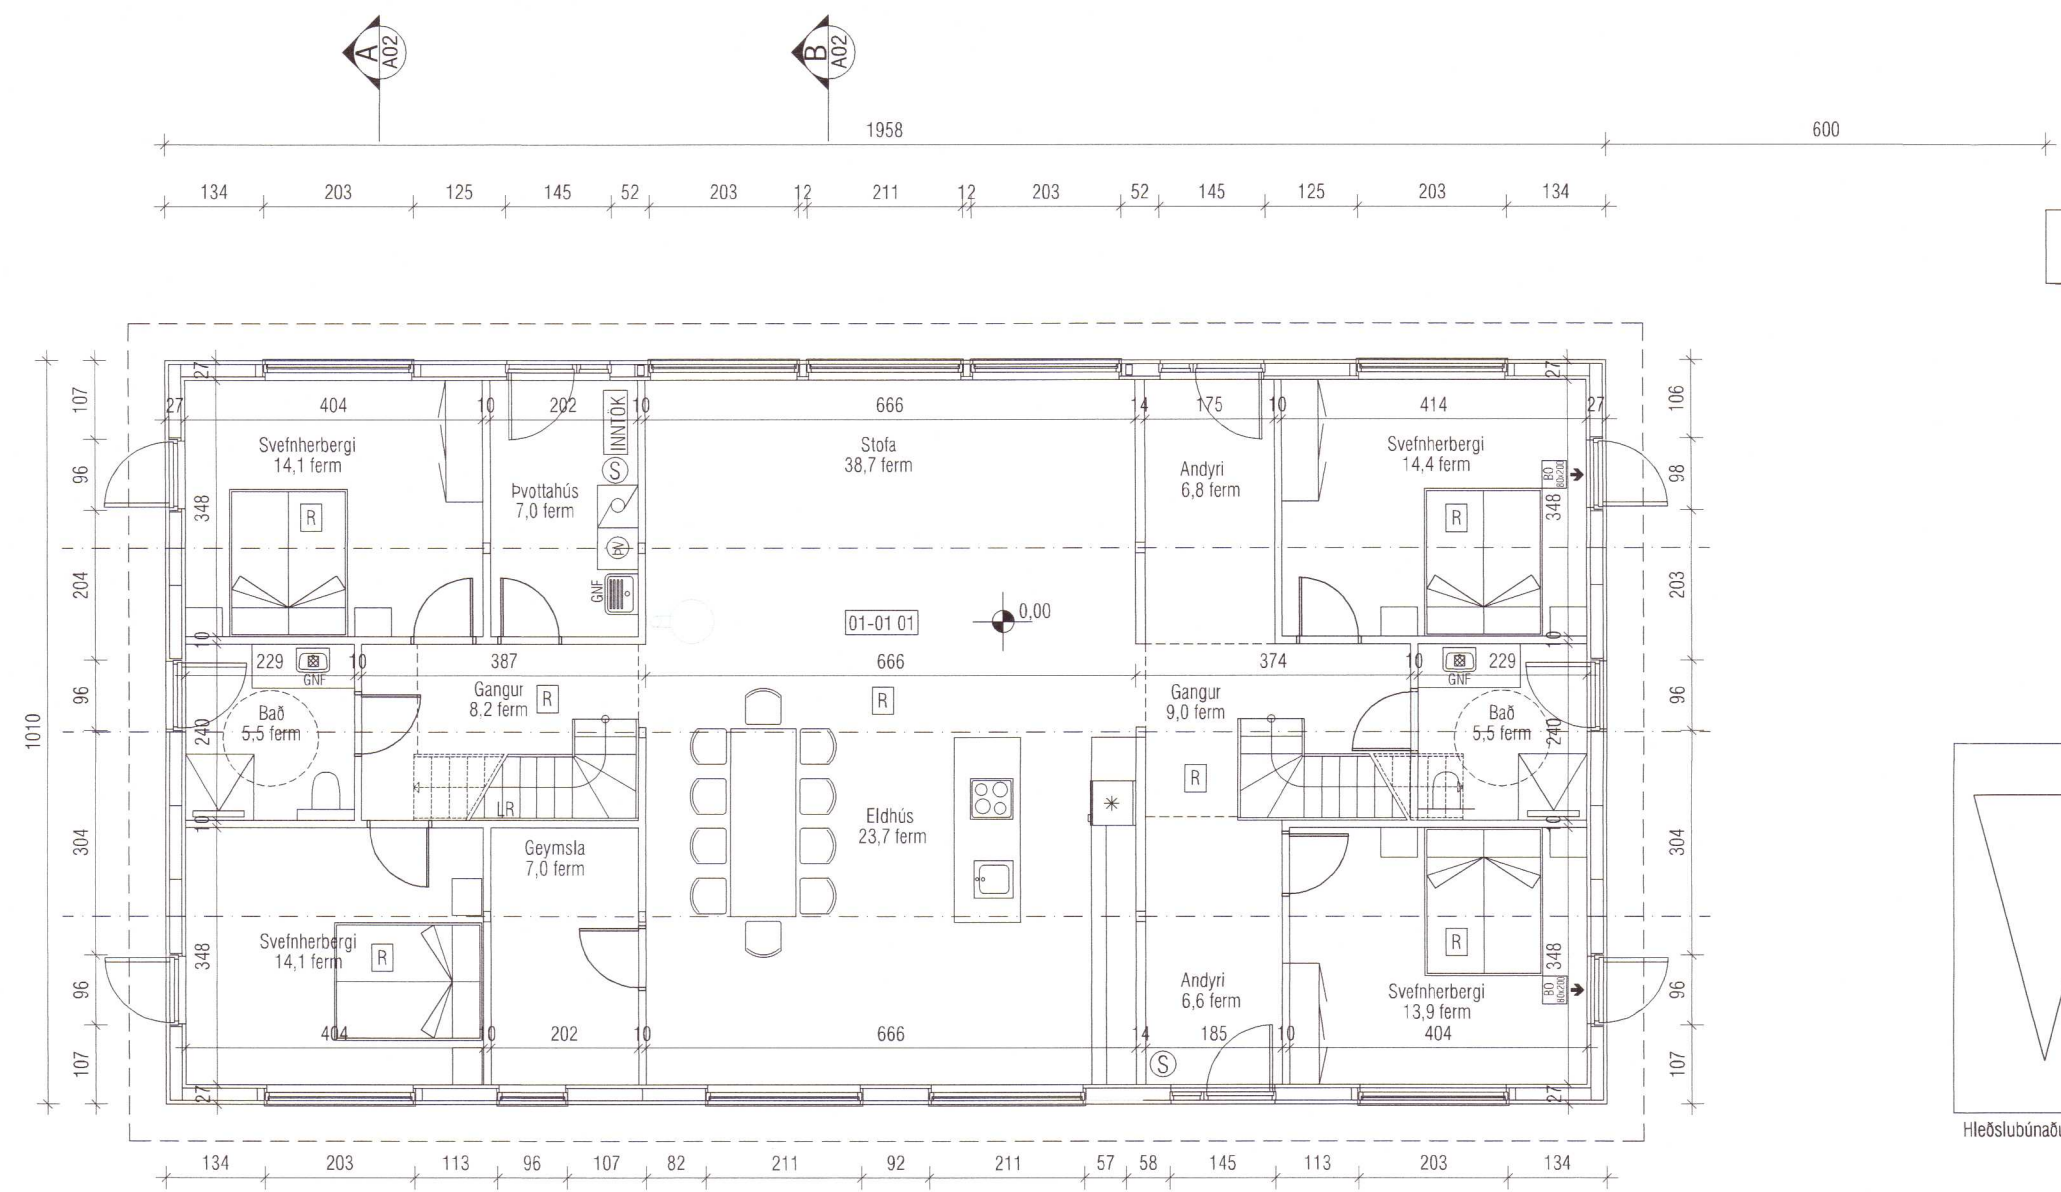 A
A02
B
A02
1958
600
134 203 125 145 52 203 12 211 12 203 52 145 125 203 134
27
27
27 404 10 202 10 666 14 175 10 414 27
INNTÖK
Svefnherbergi
14,1 ferm
Stofa
38,7 ferm
Svefnherbergi
14,4 ferm
Andyri
6,8 ferm
S
BO
80x200
Þvottahús
7,0 ferm
R
R
348
348
ÞV
GNF
01-01 01
0,00
107
96
204
96
304
96
107
1010
106
98
203
96
304
96
107
10
10
229 10 387 666 374 10 229
GNF
GNF
Gangur
8,2 ferm
R
R
Gangur
9,0 ferm
Bað
5,5 ferm
Bað
5,5 ferm
240
240
R
LR
Eldhús
23,7 ferm
10
Geymsla
7,0 ferm
Svefnherbergi
14,1 ferm
R
R
348
348
Andyri
6,6 ferm
Svefnherbergi
13,9 ferm
BO
80x200
404 10 202 10 666 14 185 10 404
S
27
27
134 203 113 96 107 82 211 92 211 57 58 145 113 203 134